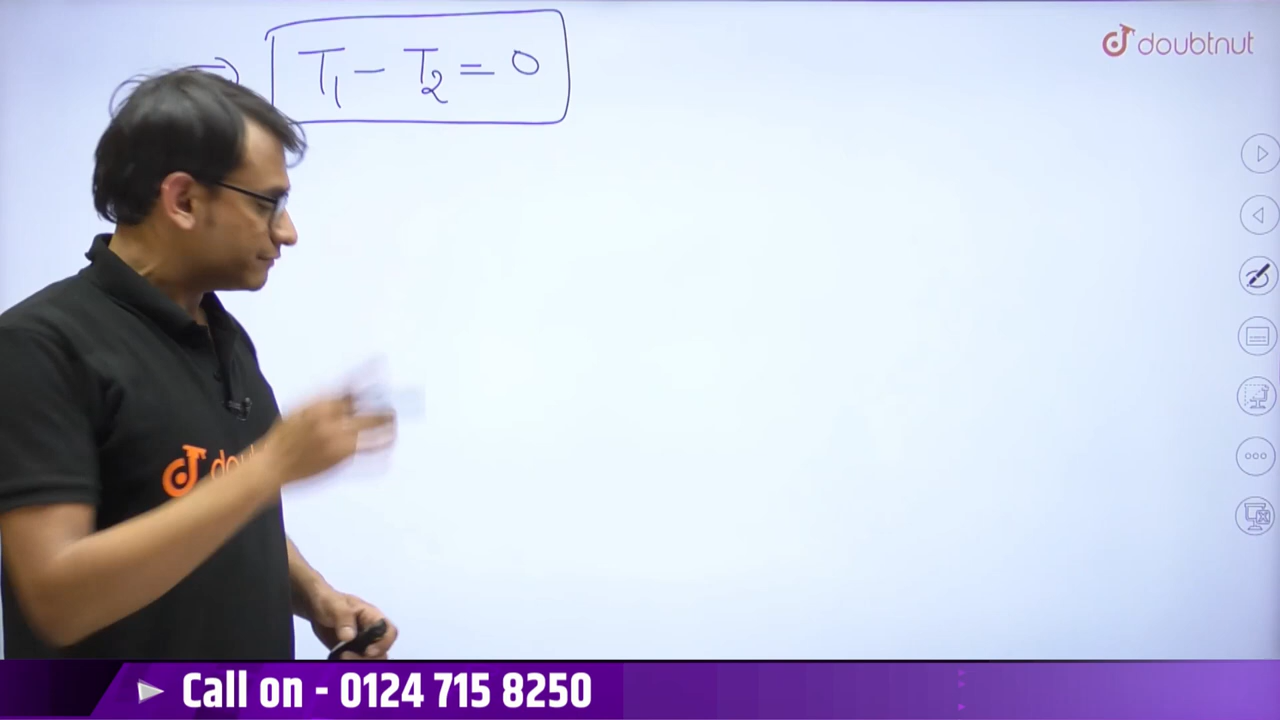 T₁ − T₂ = 0
doubtnut
Call on - 0124 715 8250